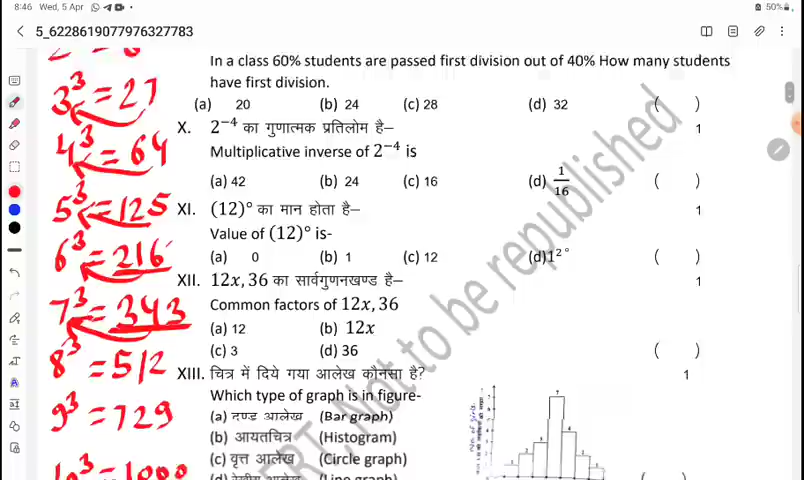 8:46 Wed, 5 Apr
50%
5_6228619077976327783
In a class 60% students are passed first division out of 40% How many students
have first division.
(a) 20 (b) 24 (c) 28 (d) 32 ( )
3³ = 27
X. 2⁻⁴ का गुणात्मक प्रतिलोम है– 1
4³ = 64
Multiplicative inverse of 2⁻⁴ is
(a) 42 (b) 24 (c) 16 (d) 1/16 ( )
5³ = 125
XI. (12)° का मान होता है– 1
Value of (12)° is-
6³ = 216
(a) 0 (b) 1 (c) 12 (d)1²° ( )
XII. 12x, 36 का सार्वगुणनखण्ड है– 1
Common factors of 12x, 36
7³ = 343
(a) 12 (b) 12x
(c) 3 (d) 36 ( )
8³ = 512
XIII. चित्र में दिये गया आलेख कौनसा है? 1
Which type of graph is in figure-
9³ = 729
(a) दण्ड आलेख (Bar graph)
(b) आयतचित्र (Histogram)
(c) वृत्त आलेख (Circle graph)
10³ = 1000
(Line graph)
No. of girls
Not to be republished